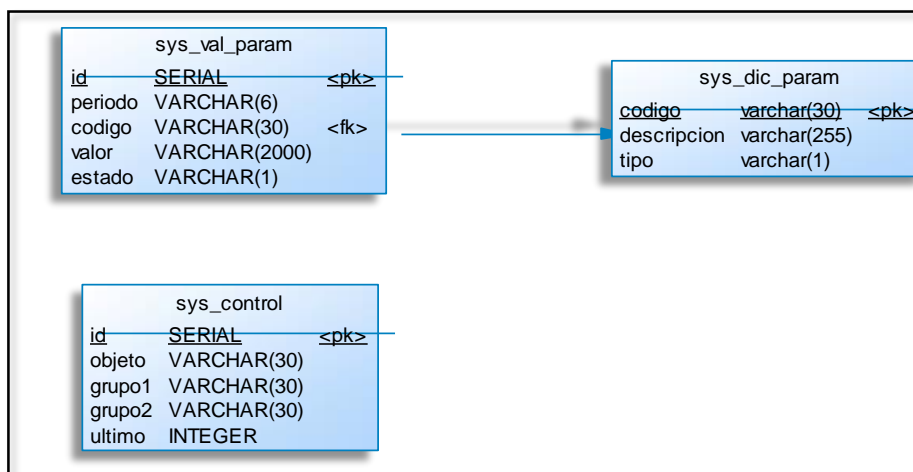 sys_val_param
id SERIAL <pk>
periodo VARCHAR(6)
codigo VARCHAR(30) <fk>
valor VARCHAR(2000)
estado VARCHAR(1)
sys_dic_param
codigo varchar(30) <pk>
descripcion varchar(255)
tipo varchar(1)
sys_control
id SERIAL <pk>
objeto VARCHAR(30)
grupo1 VARCHAR(30)
grupo2 VARCHAR(30)
ultimo INTEGER